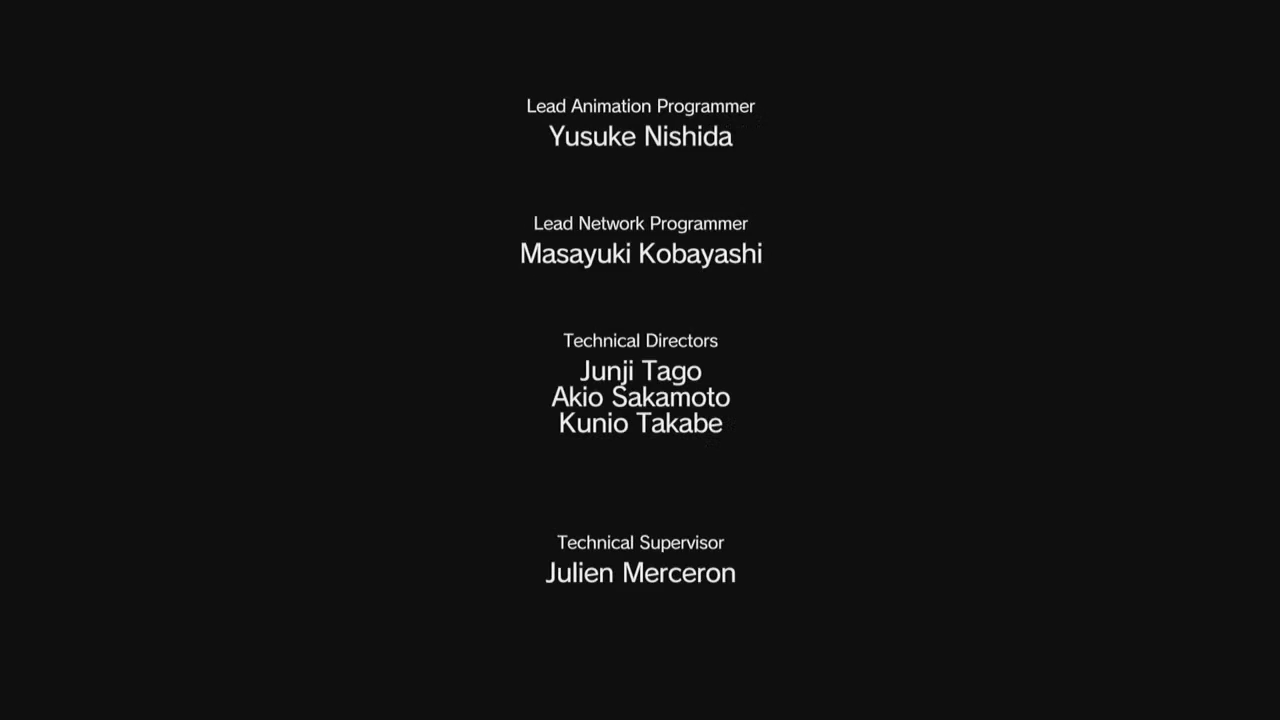 Lead Animation Programmer
Yusuke Nishida
Lead Network Programmer
Masayuki Kobayashi
Technical Directors
Junji Tago
Akio Sakamoto
Kunio Takabe
Technical Supervisor
Julien Merceron